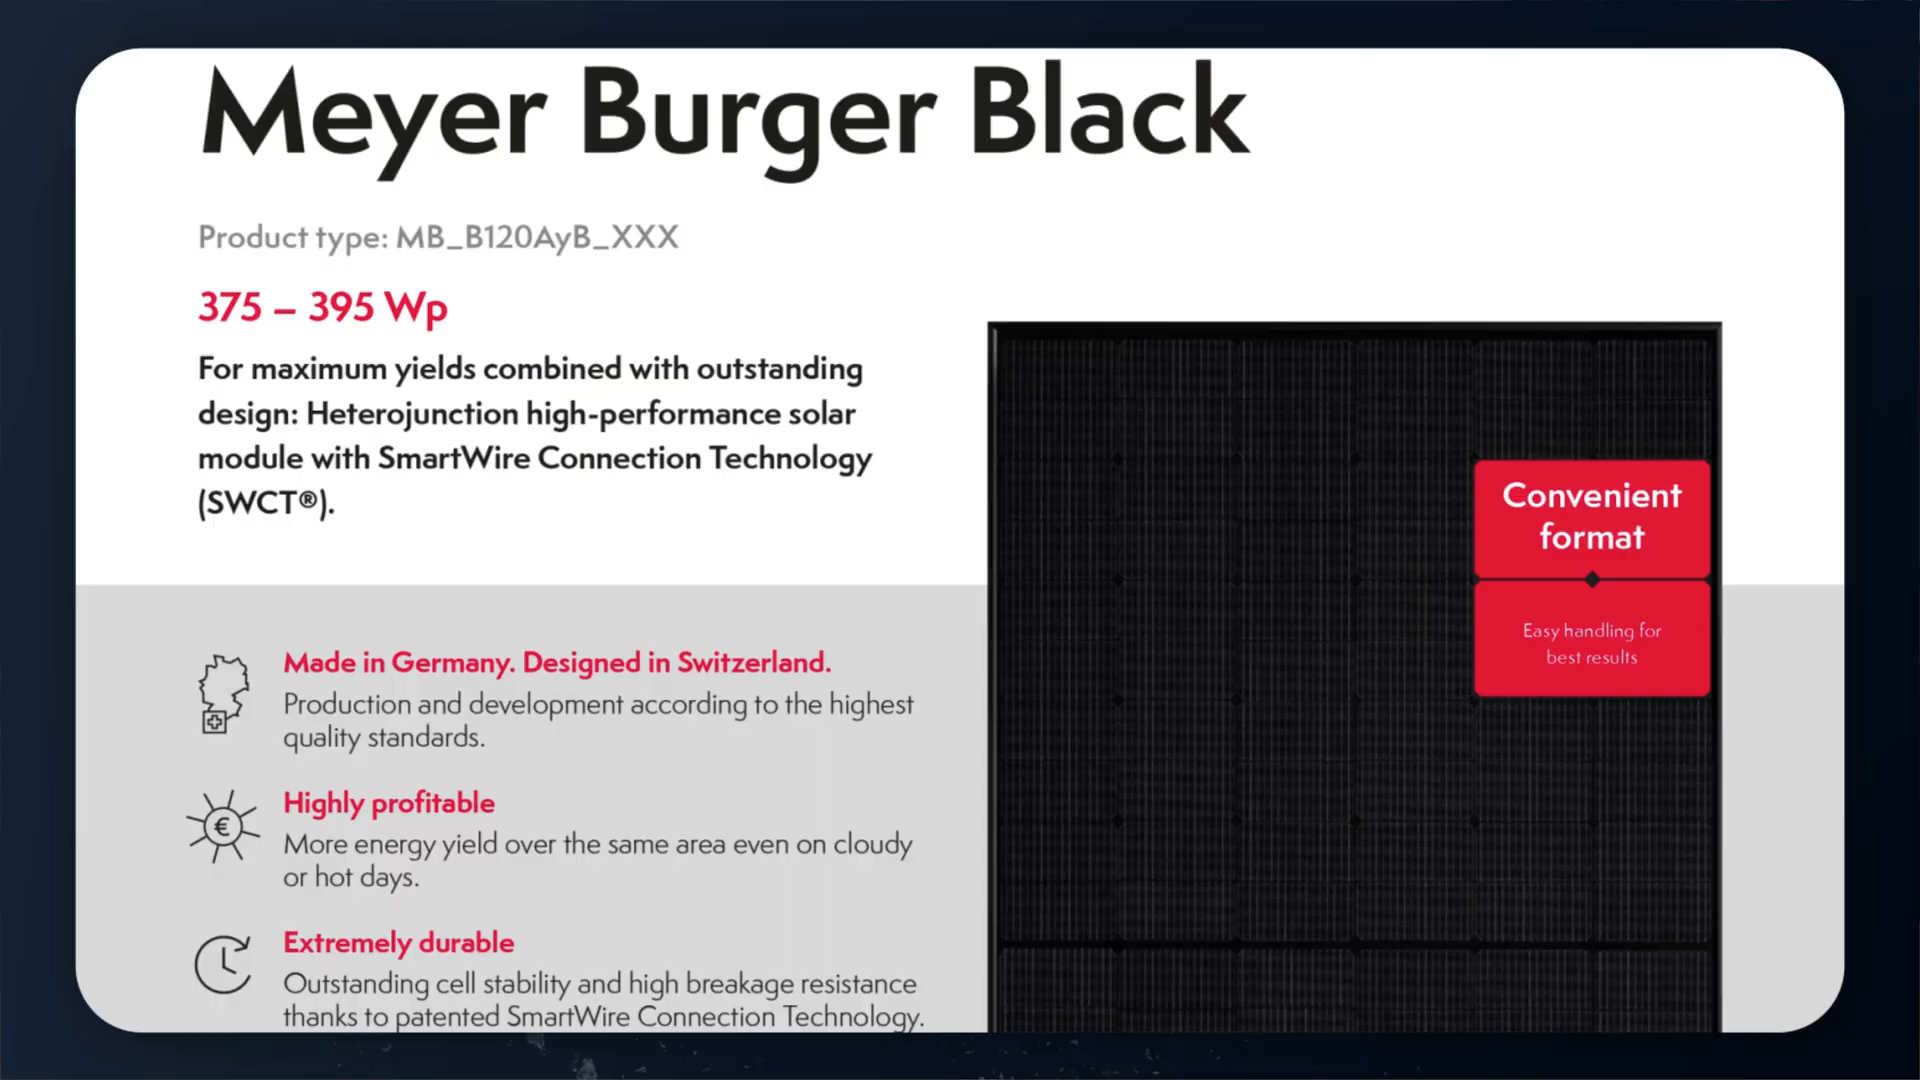 Meyer Burger Black
Product type: MB_B120AyB_XXX
375 – 395 Wp
For maximum yields combined with outstanding
design: Heterojunction high-performance solar
module with SmartWire Connection Technology
(SWCT®).
Convenient
format
Easy handling for
best results
Made in Germany. Designed in Switzerland.
Production and development according to the highest
quality standards.
€
Highly profitable
More energy yield over the same area even on cloudy
or hot days.
Extremely durable
Outstanding cell stability and high breakage resistance
thanks to patented SmartWire Connection Technology.